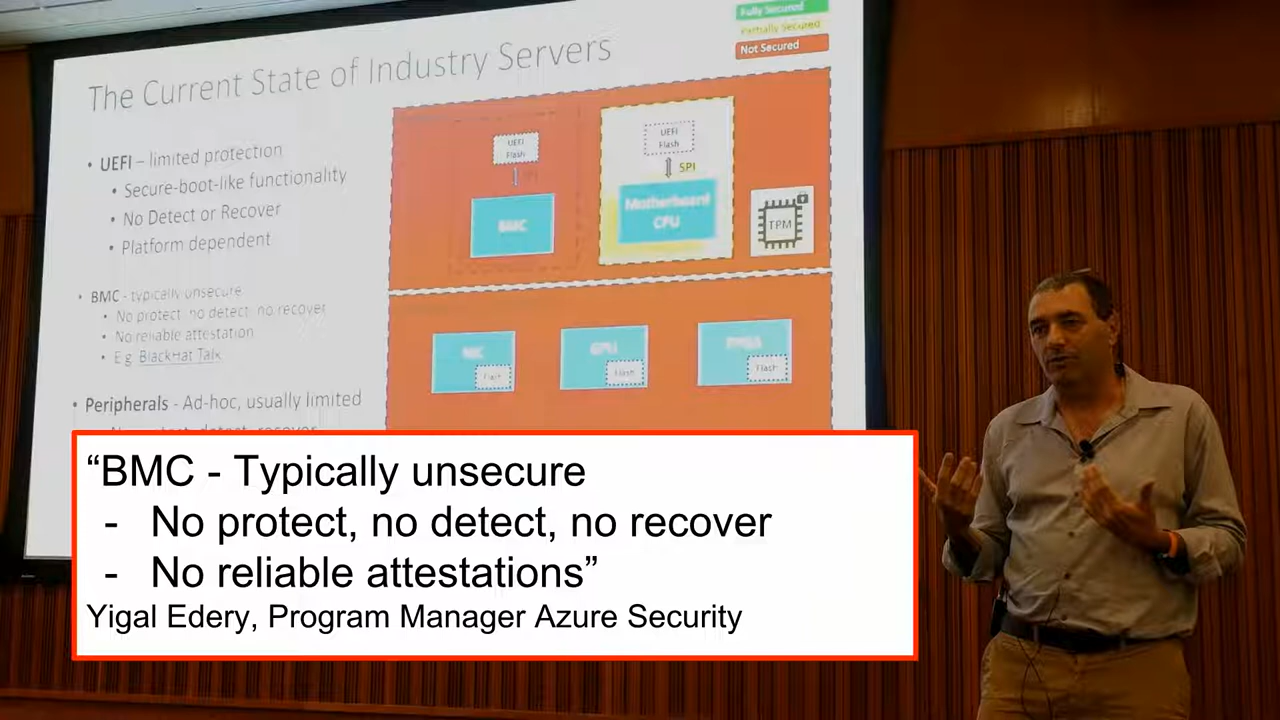 The Current State of Industry Servers
Fully Secured
Partially Secured
Not Secured
• UEFI – limited protection
• Secure-boot-like functionality
• No Detect or Recover
• Platform dependent
• BMC - typically unsecure
• No protect, no detect, no recover
• No reliable attestation
• E.g. BlackHat Talk
• Peripherals - Ad-hoc, usually limited
UEFI
Flash
BMC
UEFI
Flash
SPI
Motherboard
CPU
TPM
NIC
Flash
GPU
Flash
FPGA
Flash
“BMC - Typically unsecure
- No protect, no detect, no recover
- No reliable attestations”
Yigal Edery, Program Manager Azure Security